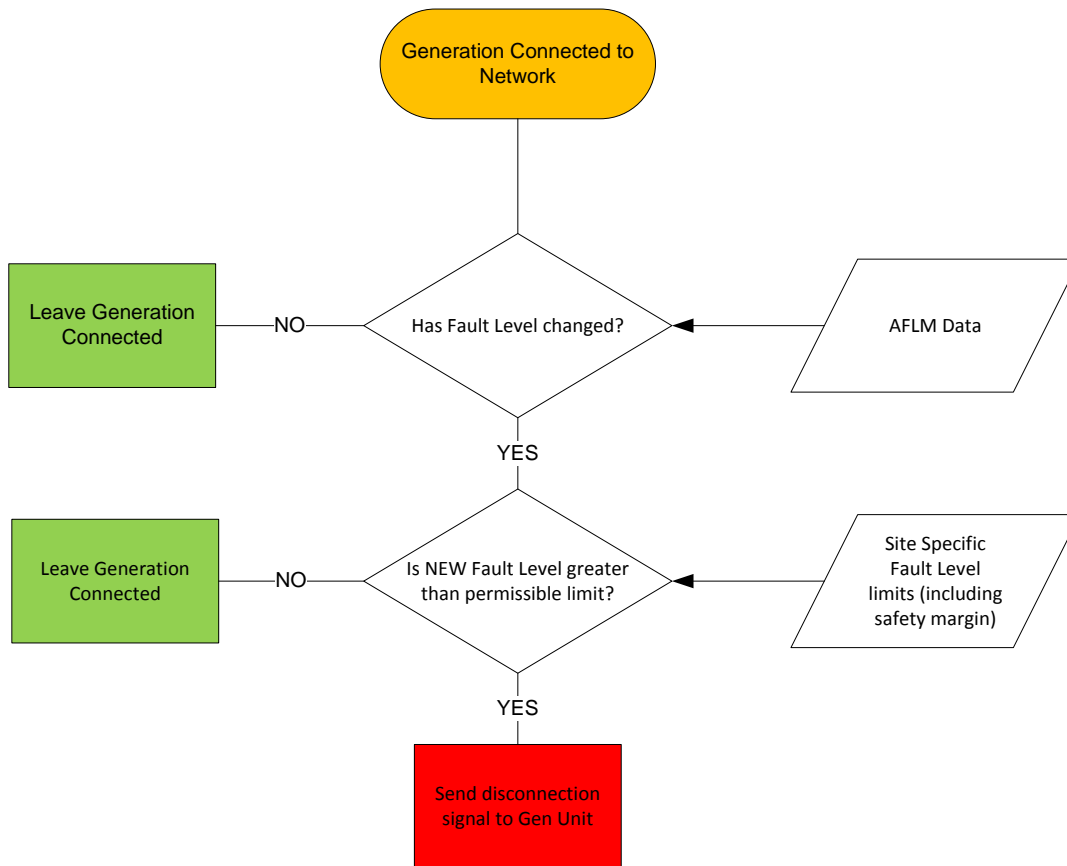 Generation Connected to
Network
Leave Generation
Connected
NO
Has Fault Level changed?
AFLM Data
YES
Leave Generation
Connected
NO
Is NEW Fault Level greater
than permissible limit?
Site Specific
Fault Level
limits (including
safety margin)
YES
Send disconnection
signal to Gen Unit